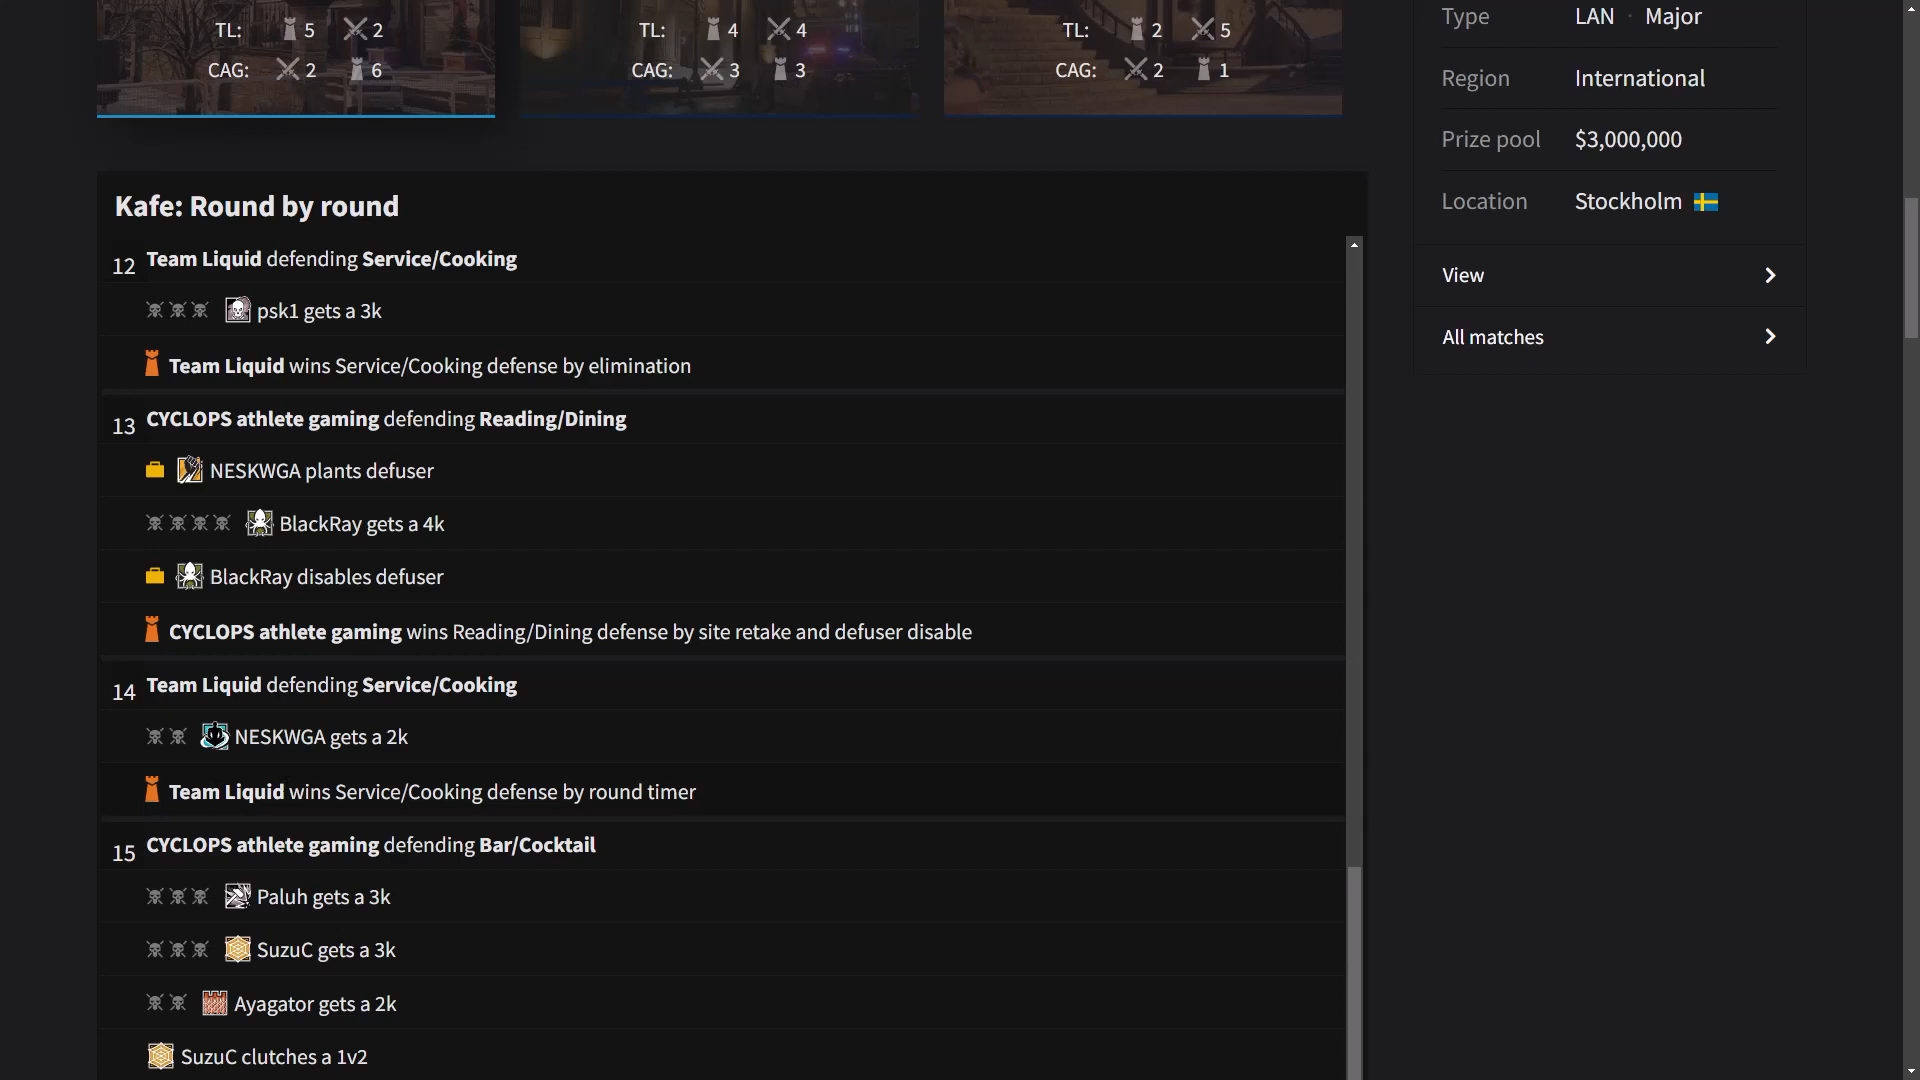 TL: 5 2
CAG: 2 6
TL: 4 4
CAG: 3 3
TL: 2 5
CAG: 2 1
Kafe: Round by round
12 Team Liquid defending Service/Cooking
psk1 gets a 3k
Team Liquid wins Service/Cooking defense by elimination
13 CYCLOPS athlete gaming defending Reading/Dining
NESKWGA plants defuser
BlackRay gets a 4k
BlackRay disables defuser
CYCLOPS athlete gaming wins Reading/Dining defense by site retake and defuser disable
14 Team Liquid defending Service/Cooking
NESKWGA gets a 2k
Team Liquid wins Service/Cooking defense by round timer
15 CYCLOPS athlete gaming defending Bar/Cocktail
Paluh gets a 3k
SuzuC gets a 3k
Ayagator gets a 2k
SuzuC clutches a 1v2
Type LAN · Major
Region International
Prize pool $3,000,000
Location Stockholm
View
All matches